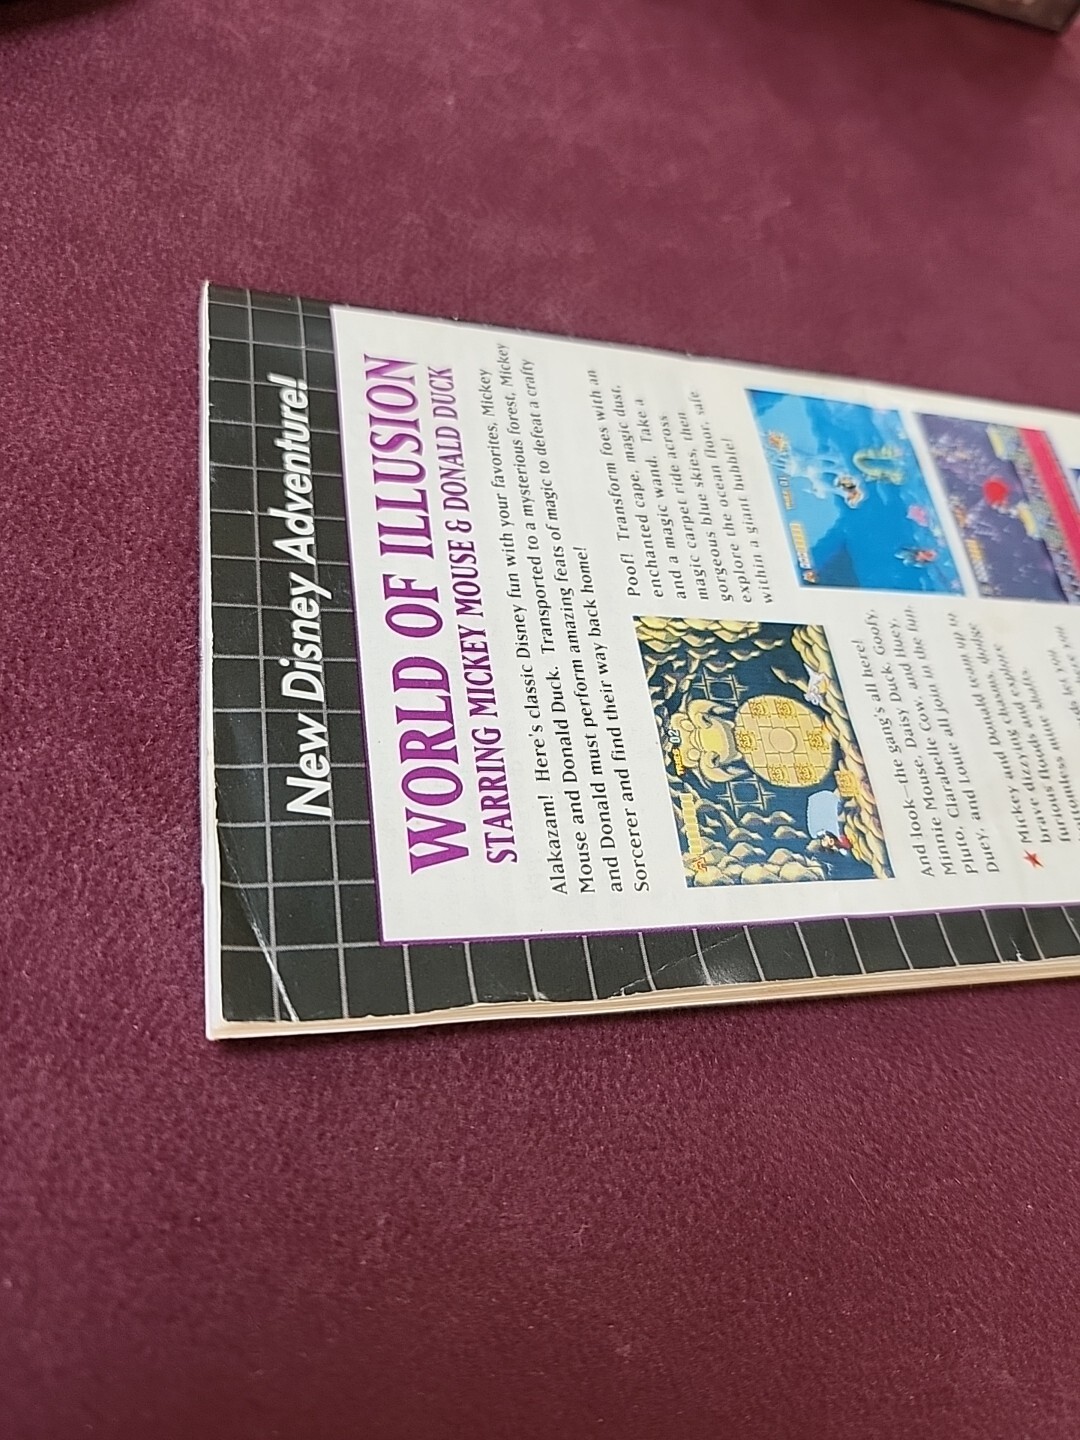 New Disney Adventure!
WORLD OF ILLUSION
STARRING MICKEY MOUSE & DONALD DUCK
Alakazam! Here's classic Disney fun with your favorites, Mickey
Mouse and Donald Duck. Transported to a mysterious forest, Mickey
and Donald must perform amazing feats of magic to defeat a crafty
Sorcerer and find their way back home!
Poof! Transform foes with an
enchanted cape, magic dust,
and a magic wand. Take a
magic carpet ride across
gorgeous blue skies, then
explore the ocean floor, safe
within a giant bubble!
And look—the gang's all here!
Minnie Mouse, Daisy Duck, Goofy,
Pluto, Clarabelle Cow, and Huey,
Duey, and Louie all join in the fun.
★ Mickey and Donald team up to
brave dizzying chasms, dodge
furious floods and explore
mine shafts.